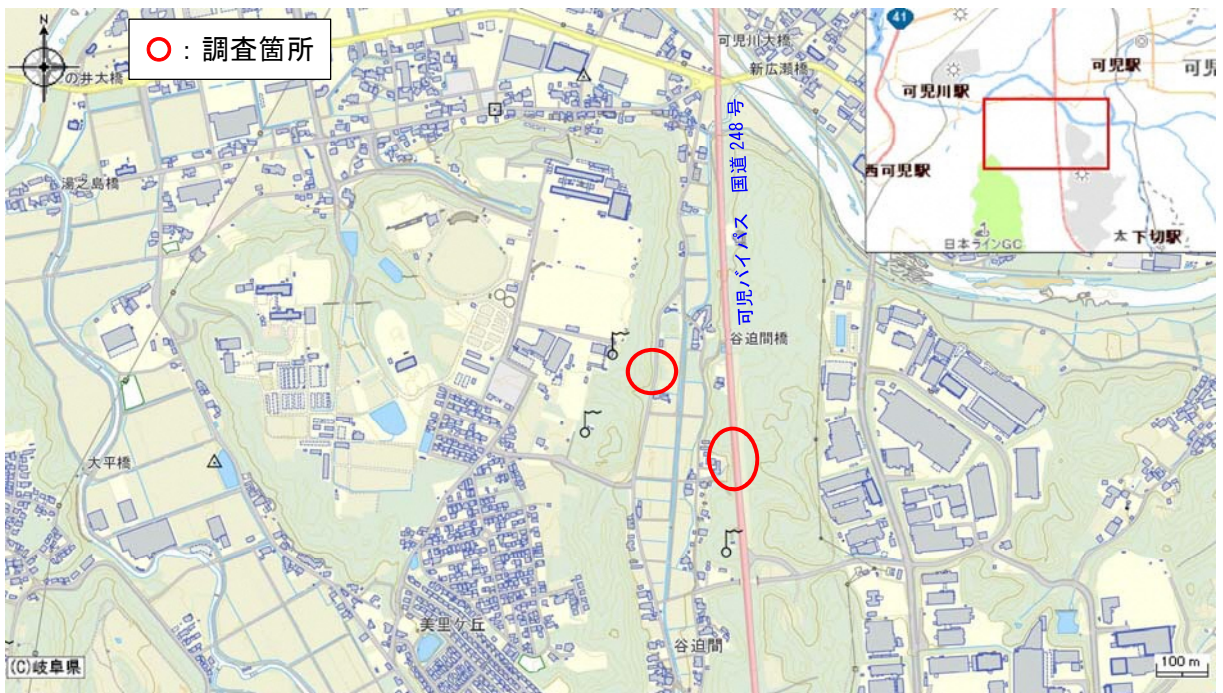 N
○ : 調査箇所
の井大橋
可児川大橋
新広瀬橋
湯之島橋
可児バイパス 国道 248 号
谷迫間橋
大平橋
美里ケ丘
谷迫間
(C)岐阜県
100 m
41
可児駅
可児
可児川駅
西可児駅
日本ラインGC
太
下切駅